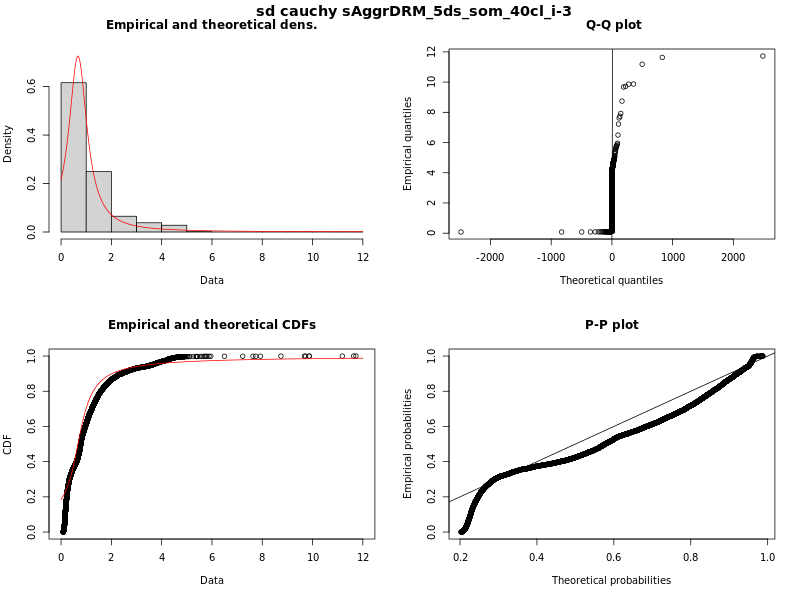 sd cauchy sAggrDRM_5ds_som_40cl_i-3
Empirical and theoretical dens.
Density
0.0 0.2 0.4 0.6
0 2 4 6 8 10 12
Data
Q-Q plot
Empirical quantiles
0 2 4 6 8 10 12
-2000 -1000 0 1000 2000
Theoretical quantiles
Empirical and theoretical CDFs
CDF
0.0 0.2 0.4 0.6 0.8 1.0
0 2 4 6 8 10 12
Data
P-P plot
Empirical probabilities
0.0 0.2 0.4 0.6 0.8 1.0
0.2 0.4 0.6 0.8 1.0
Theoretical probabilities